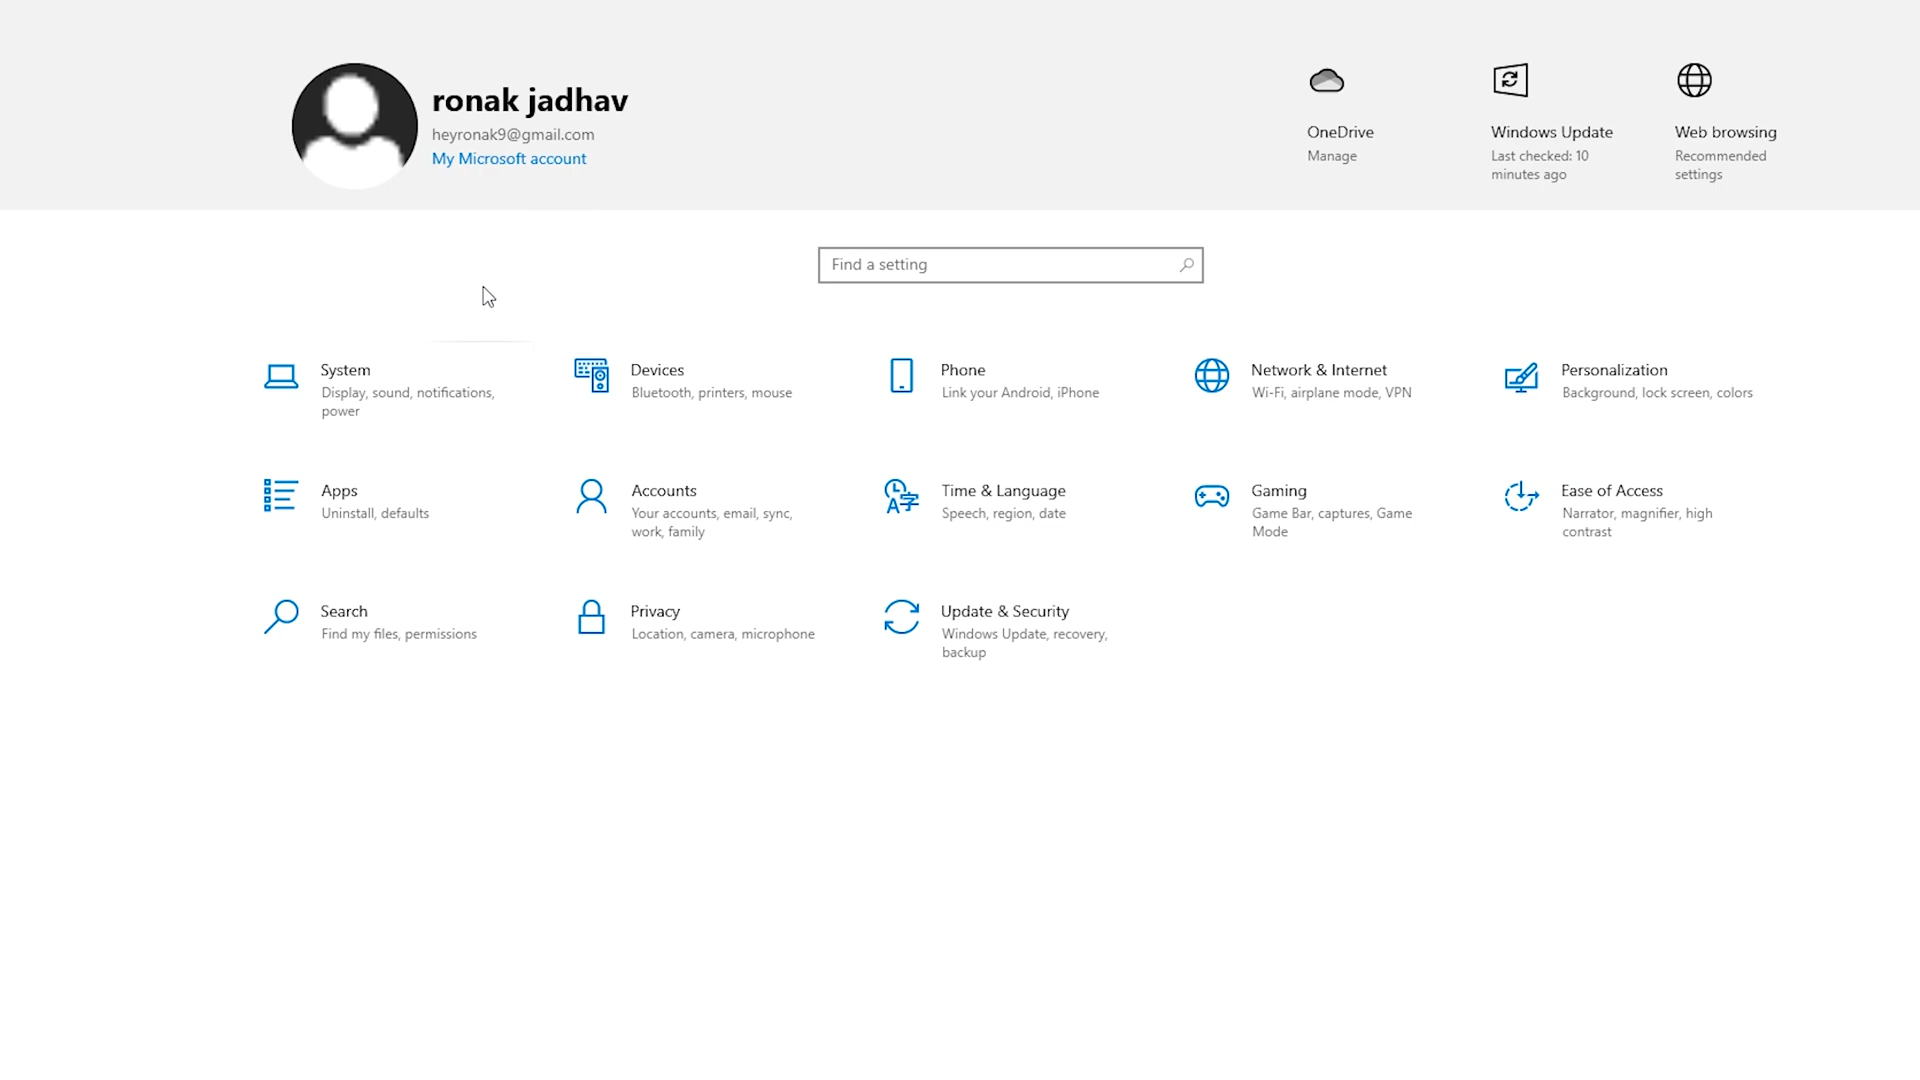 ronak jadhav
heyronak9@gmail.com
My Microsoft account
OneDrive
Manage
Windows Update
Last checked: 10
minutes ago
Web browsing
Recommended
settings
Find a setting
System
Display, sound, notifications,
power
Devices
Bluetooth, printers, mouse
Phone
Link your Android, iPhone
Network & Internet
Wi-Fi, airplane mode, VPN
Personalization
Background, lock screen, colors
Apps
Uninstall, defaults
Accounts
Your accounts, email, sync,
work, family
Time & Language
Speech, region, date
Gaming
Game Bar, captures, Game
Mode
Ease of Access
Narrator, magnifier, high
contrast
Search
Find my files, permissions
Privacy
Location, camera, microphone
Update & Security
Windows Update, recovery,
backup